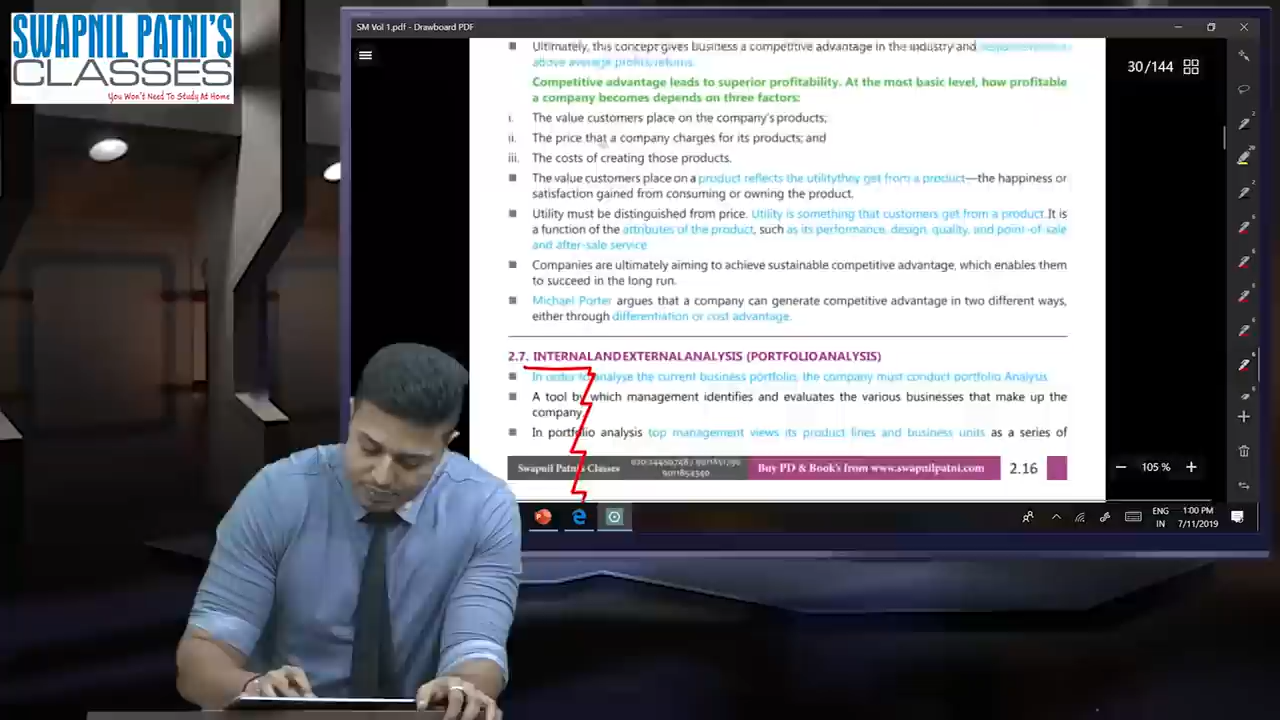 SWAPNIL PATNI'S
CLASSES
You Won't Need To Study At Home
SM Vol 1.pdf - Drawboard PDF
30/144
■ Ultimately, this concept gives business a competitive advantage in the industry and
above average profits/returns.
Competitive advantage leads to superior profitability. At the most basic level, how profitable
a company becomes depends on three factors:
i. The value customers place on the company's products;
ii. The price that a company charges for its products; and
iii. The costs of creating those products.
■ The value customers place on a product reflects the utilitythey get from a product—the happiness or
satisfaction gained from consuming or owning the product.
■ Utility must be distinguished from price. Utility is something that customers get from a product. It is
a function of the attributes of the product, such as its performance, design, quality, and point-of-sale
and after-sale service
■ Companies are ultimately aiming to achieve sustainable competitive advantage, which enables them
to succeed in the long run.
■ Michael Porter argues that a company can generate competitive advantage in two different ways,
either through differentiation or cost advantage.
2.7. INTERNALANDEXTERNALANALYSIS (PORTFOLIOANALYSIS)
■ In order to analyse the current business portfolio, the company must conduct portfolio Analysis
■ A tool by which management identifies and evaluates the various businesses that make up the
company.
■ In portfolio analysis top management views its product lines and business units as a series of
Swapnil Patni's Classes
Buy PD & Book's from www.swapnilpatni.com
2.16
105 %
ENG
IN
1:00 PM
7/11/2019